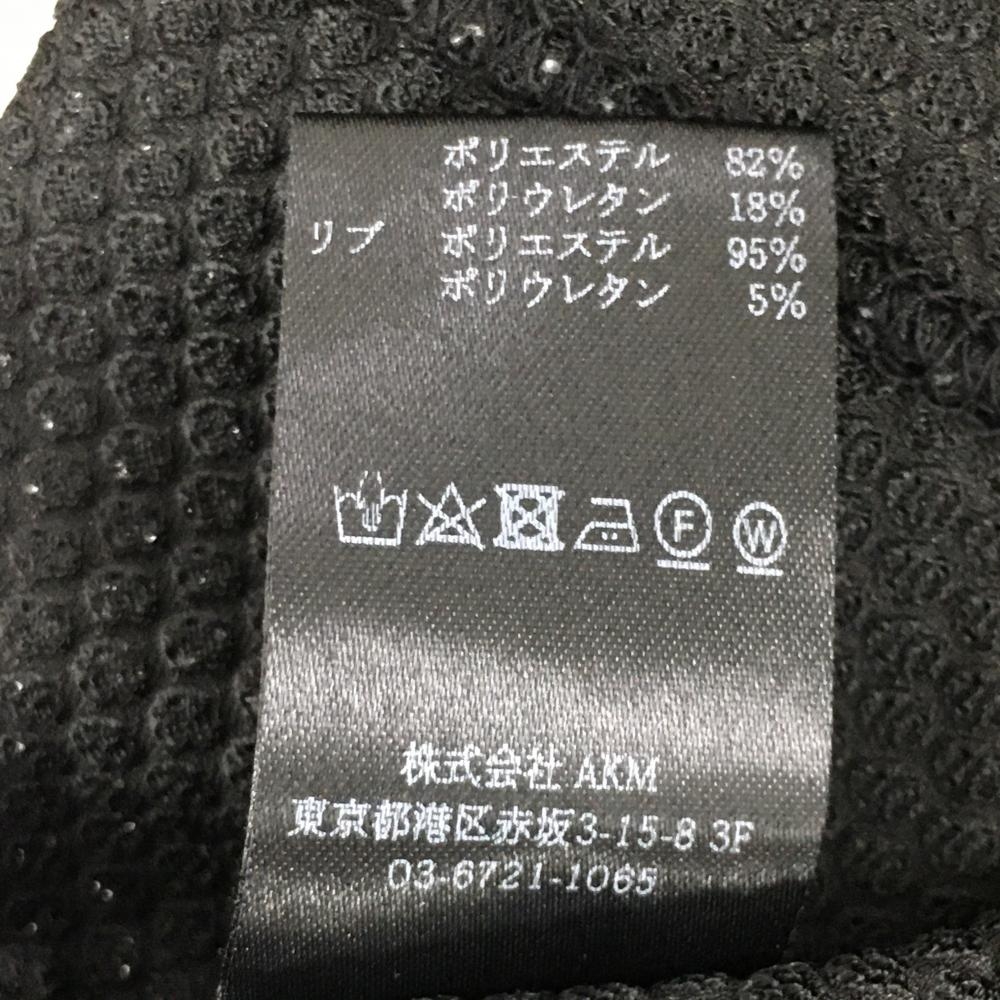 ポリエステル 82%
ポリウレタン 18%
リブ ポリエステル 95%
ポリウレタン 5%
F W
株式会社 AKM
東京都港区赤坂3-15-8 3F
03-6721-1065